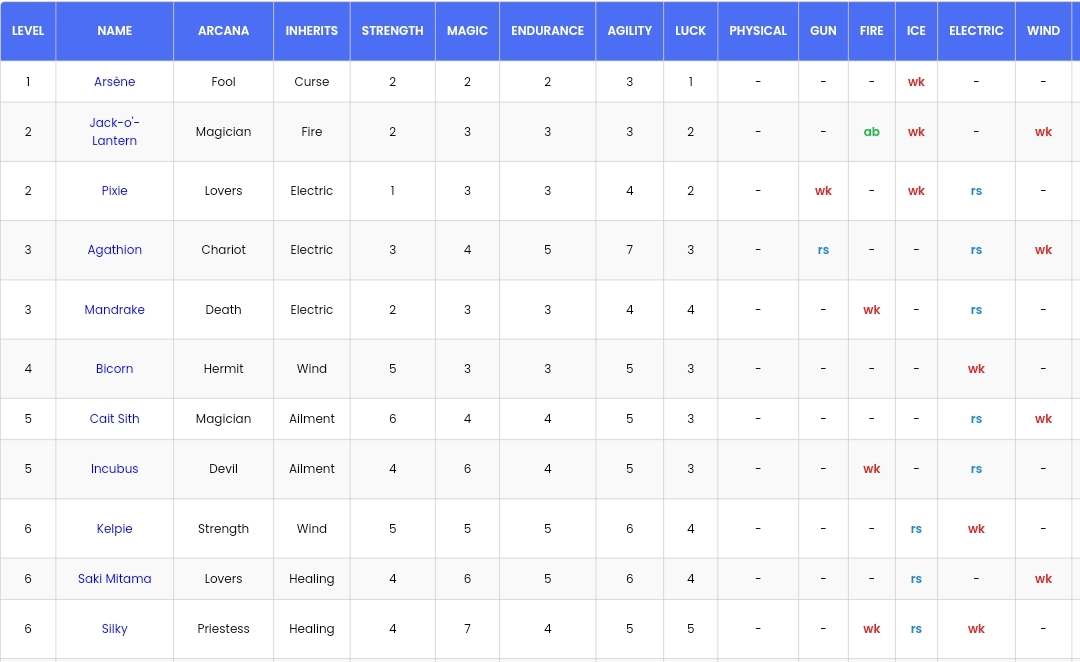 LEVEL NAME ARCANA INHERITS STRENGTH MAGIC ENDURANCE AGILITY LUCK PHYSICAL GUN FIRE ICE ELECTRIC WIND
1 Arsène Fool Curse 2 2 2 3 1 - - - wk - -
2 Jack-o'-
Lantern Magician Fire 2 3 3 3 2 - - ab wk - wk
2 Pixie Lovers Electric 1 3 3 4 2 - wk - wk rs -
3 Agathion Chariot Electric 3 4 5 7 3 - rs - - rs wk
3 Mandrake Death Electric 2 3 3 4 4 - - wk - rs -
4 Bicorn Hermit Wind 5 3 3 5 3 - - - - wk -
5 Cait Sith Magician Ailment 6 4 4 5 3 - - - - rs wk
5 Incubus Devil Ailment 4 6 4 5 3 - - wk - rs -
6 Kelpie Strength Wind 5 5 5 6 4 - - - rs wk -
6 Saki Mitama Lovers Healing 4 6 5 6 4 - - - rs - wk
6 Silky Priestess Healing 4 7 4 5 5 - - wk rs wk -